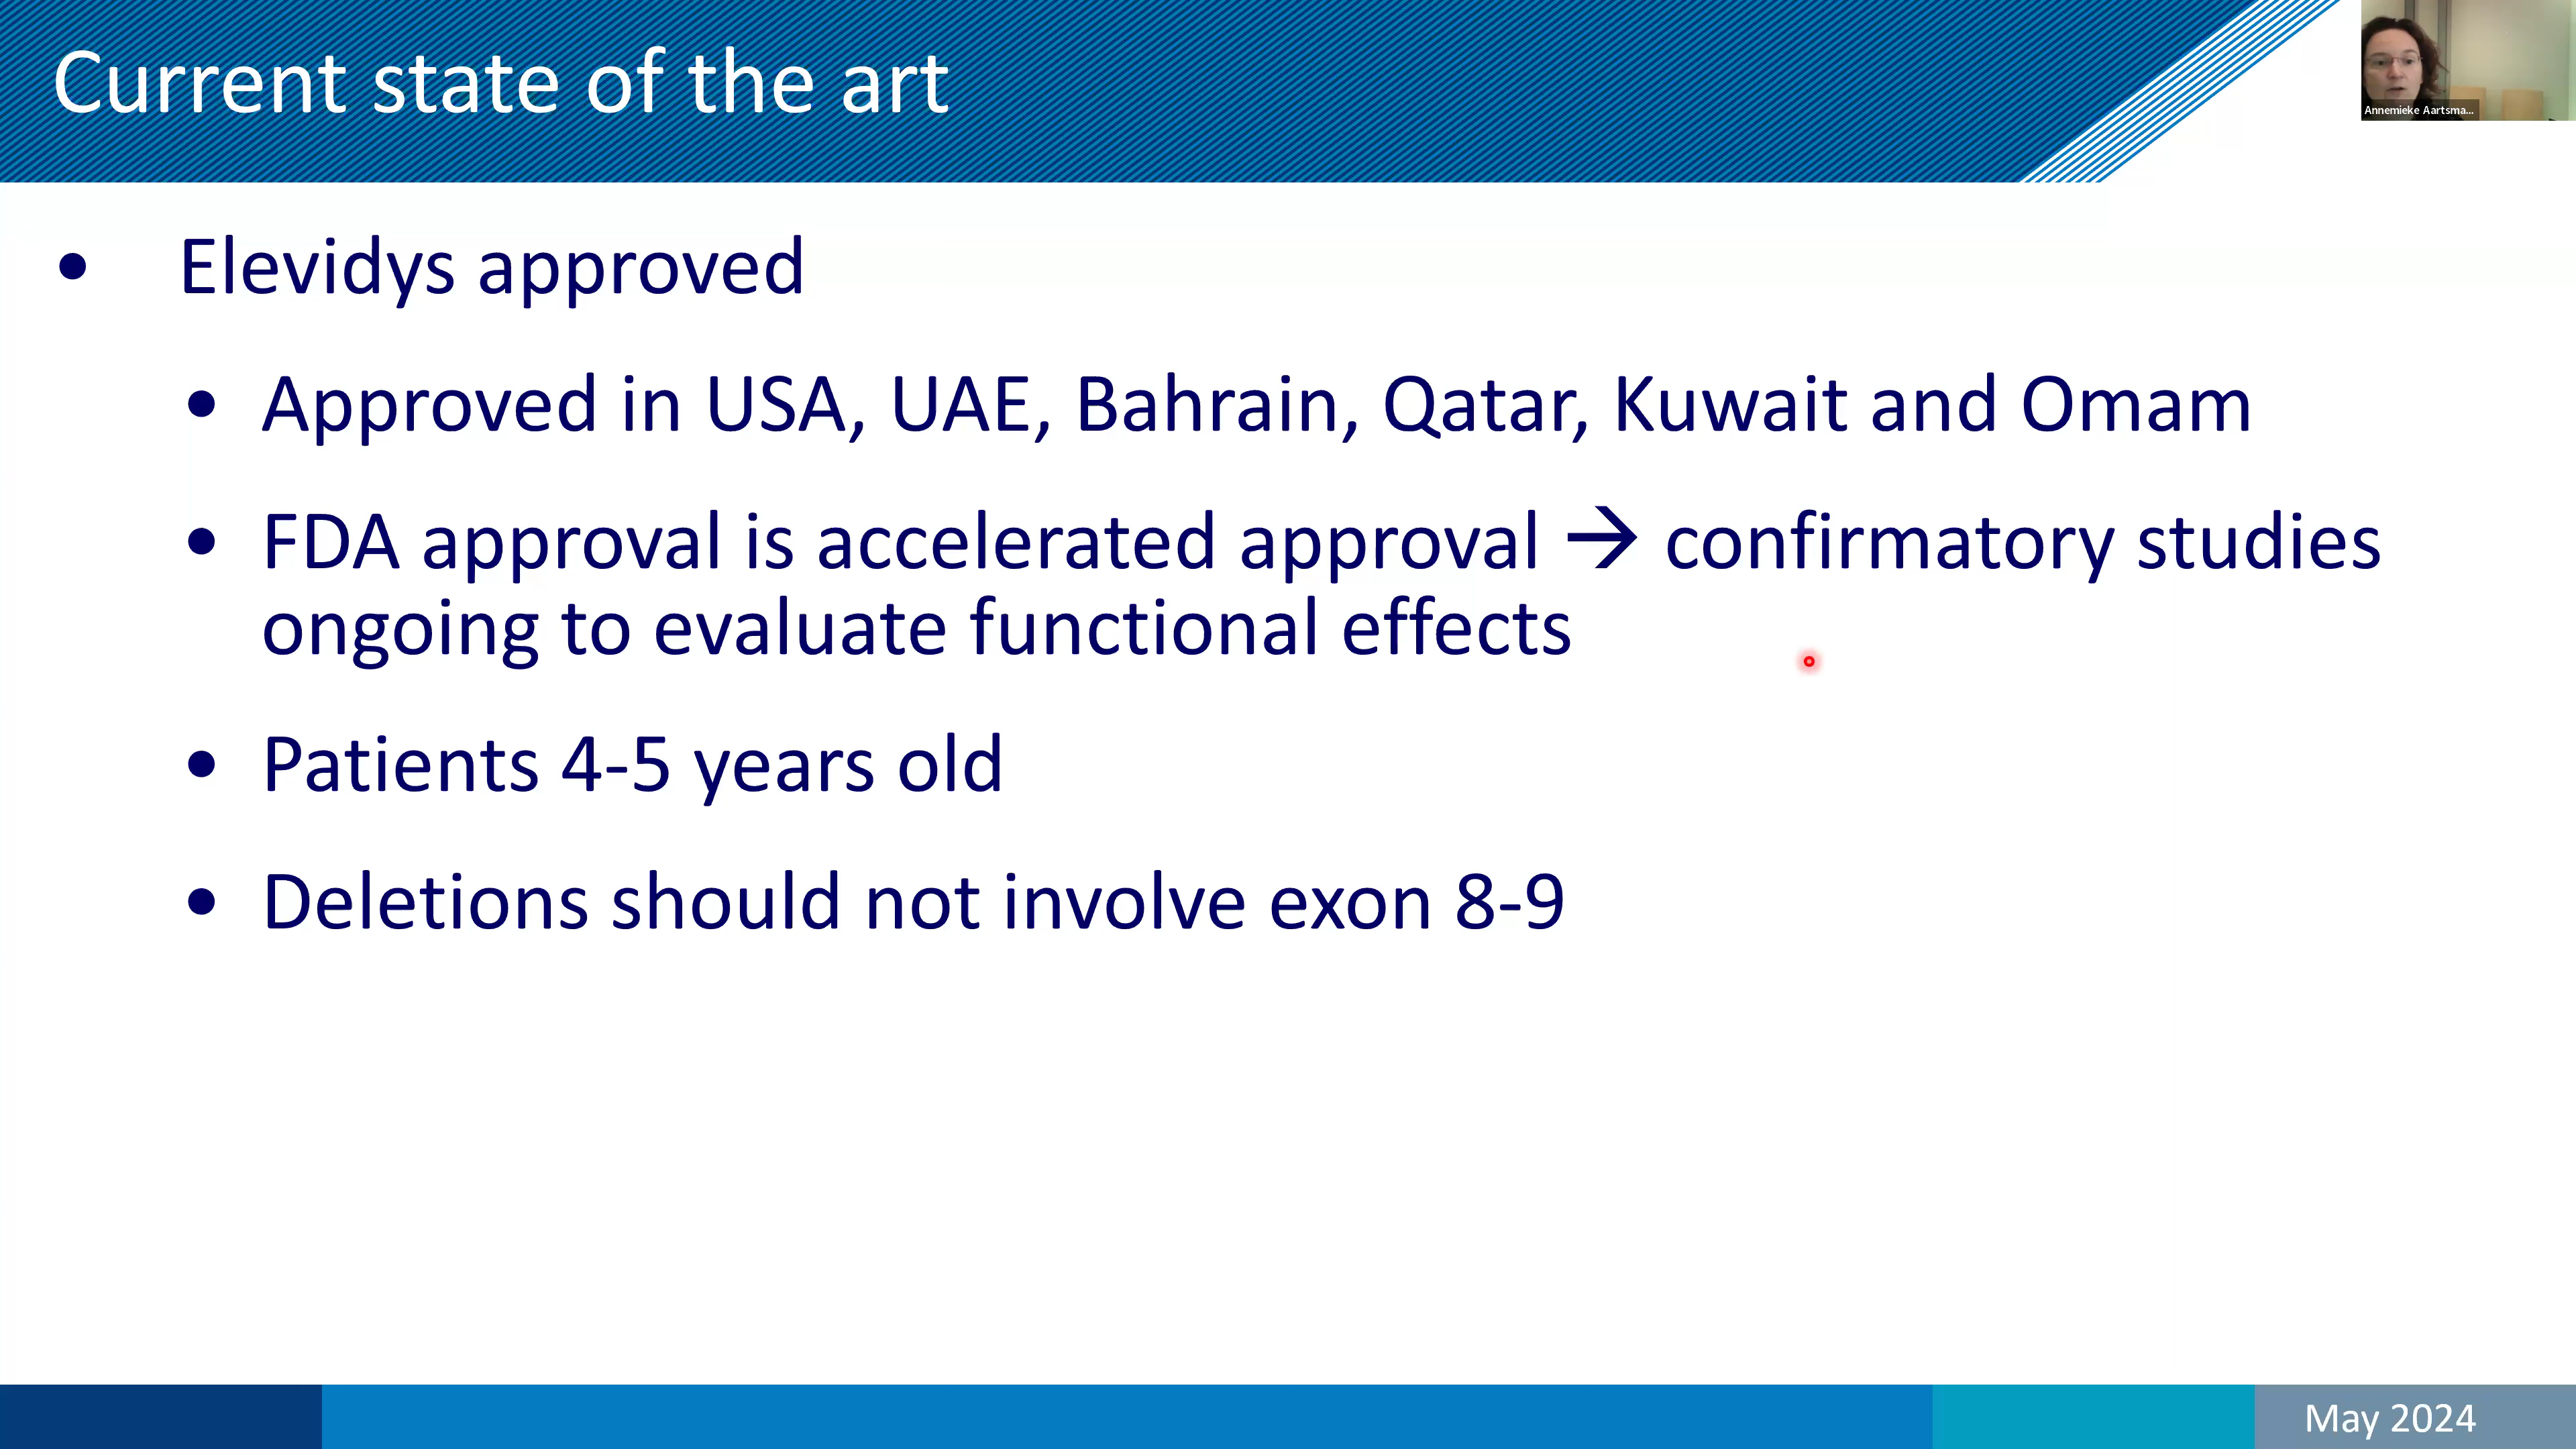 Current state of the art
Annemieke Aartsma...
• Elevidys approved
• Approved in USA, UAE, Bahrain, Qatar, Kuwait and Omam
• FDA approval is accelerated approval → confirmatory studies
ongoing to evaluate functional effects
• Patients 4-5 years old
• Deletions should not involve exon 8-9
May 2024